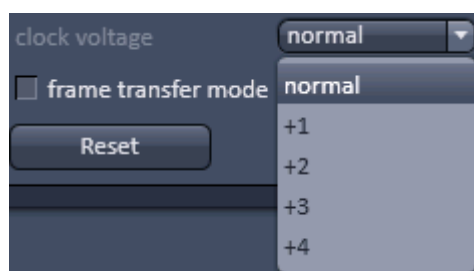 clock voltage normal
frame transfer mode normal
Reset +1
+2
+3
+4